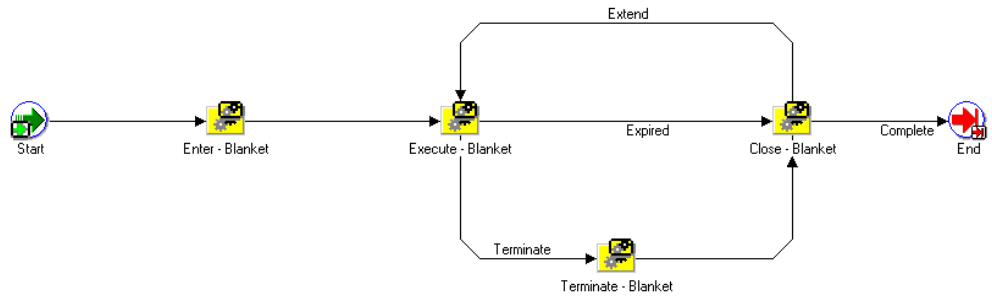 Extend
Start
Enter - Blanket
Execute - Blanket
Expired
Close - Blanket
Complete
End
Terminate
Terminate - Blanket